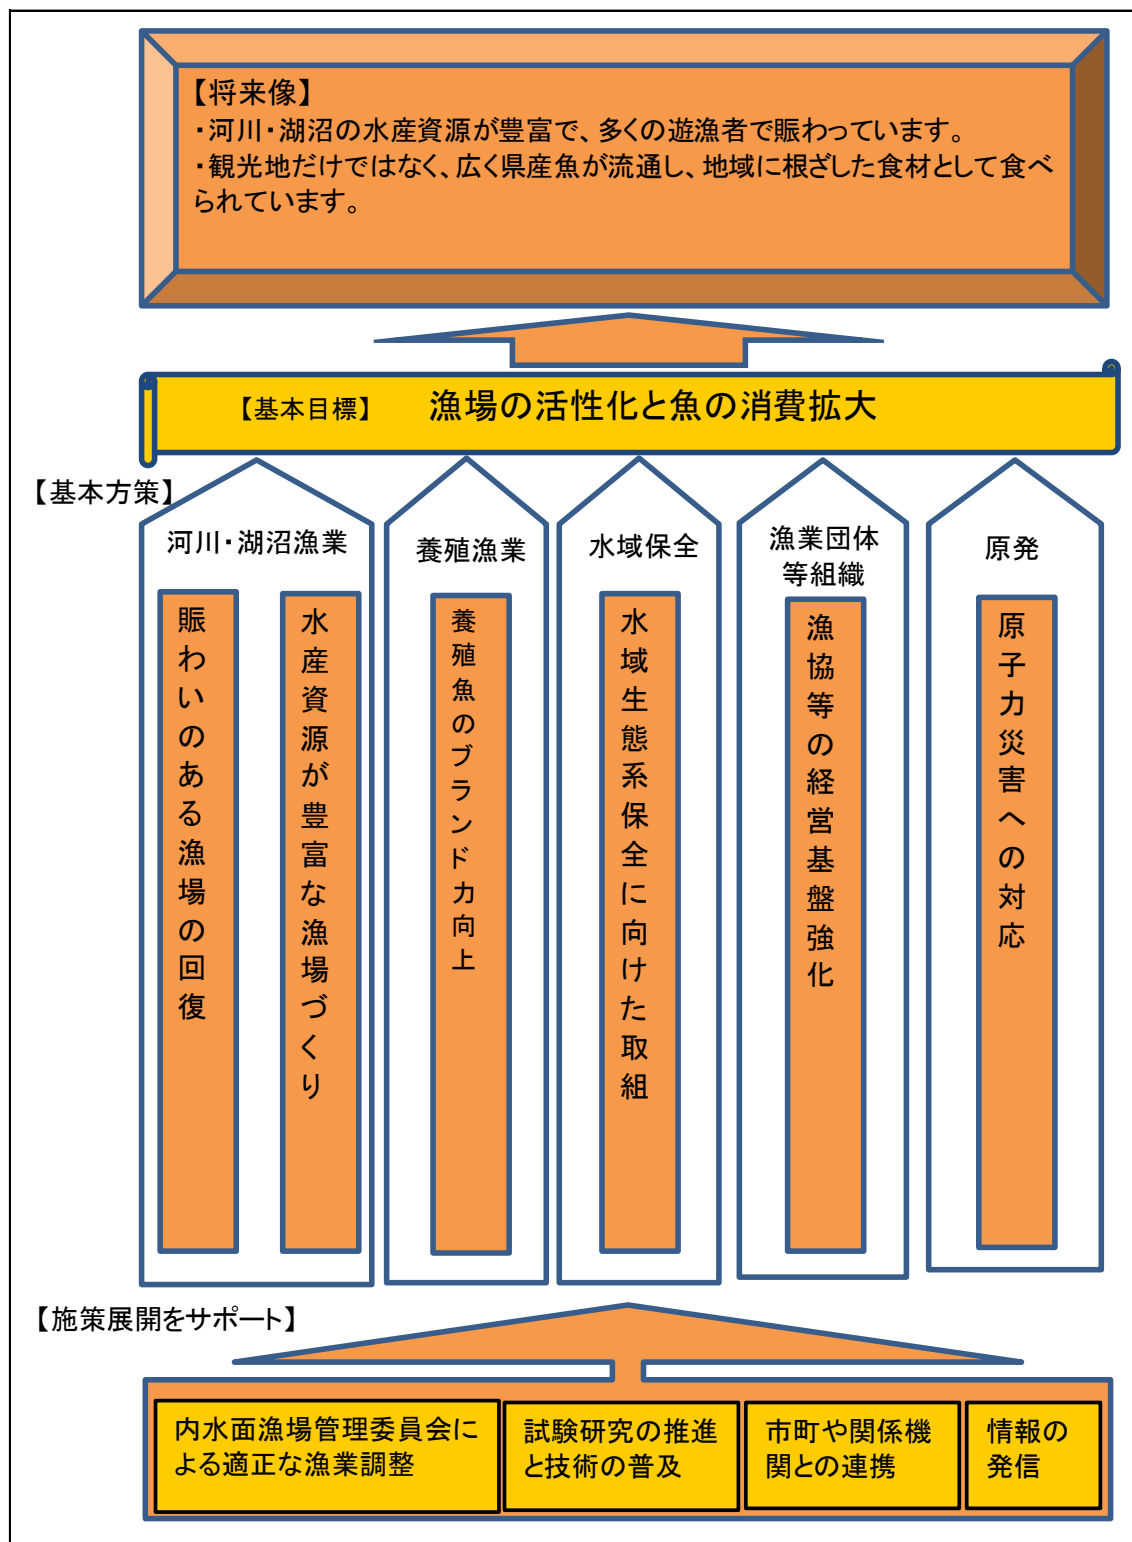 【将来像】
・河川・湖沼の水産資源が豊富で、多くの遊漁者で賑わっています。
・観光地だけではなく、広く県産魚が流通し、地域に根ざした食材として食べ
られています。
【基本目標】 漁場の活性化と魚の消費拡大
【基本方策】
河川・湖沼漁業
賑わいのある漁場の回復
水産資源が豊富な漁場づくり
養殖漁業
養殖魚のブランド力向上
水域保全
水域生態系保全に向けた取組
漁業団体
等組織
漁協等の経営基盤強化
原発
原子力災害への対応
【施策展開をサポート】
内水面漁場管理委員会に
よる適正な漁業調整
試験研究の推進
と技術の普及
市町や関係機
関との連携
情報の
発信